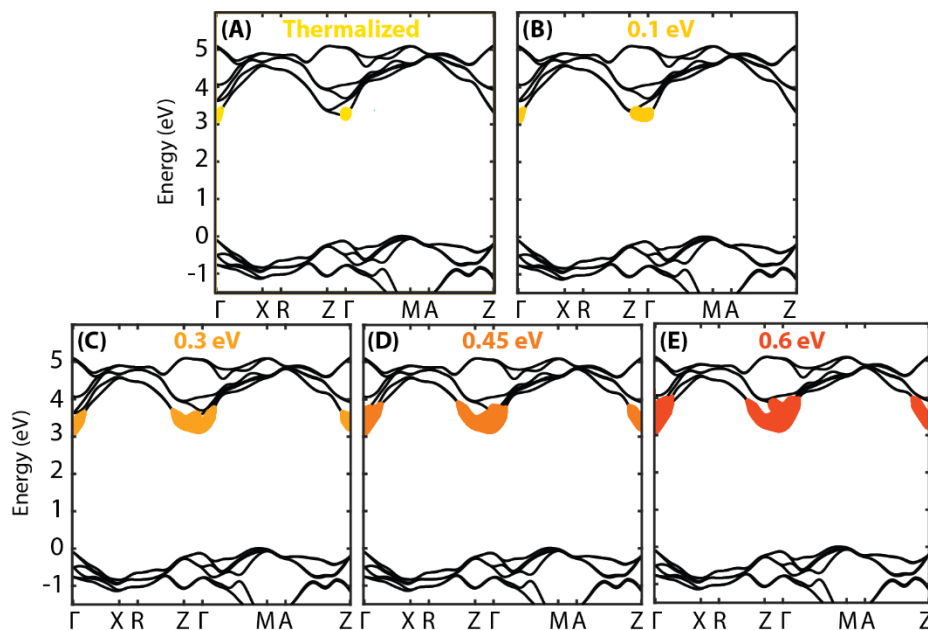 (A) Thermalized
(B) 0.1 eV
Energy (eV)
5
4
3
2
1
0
-1
Γ X R Z Γ M A Z
Γ X R Z Γ M A Z
(C) 0.3 eV
(D) 0.45 eV
(E) 0.6 eV
Energy (eV)
5
4
3
2
1
0
-1
Γ X R Z Γ M A Z
Γ X R Z Γ M A Z
Γ X R Z Γ M A Z